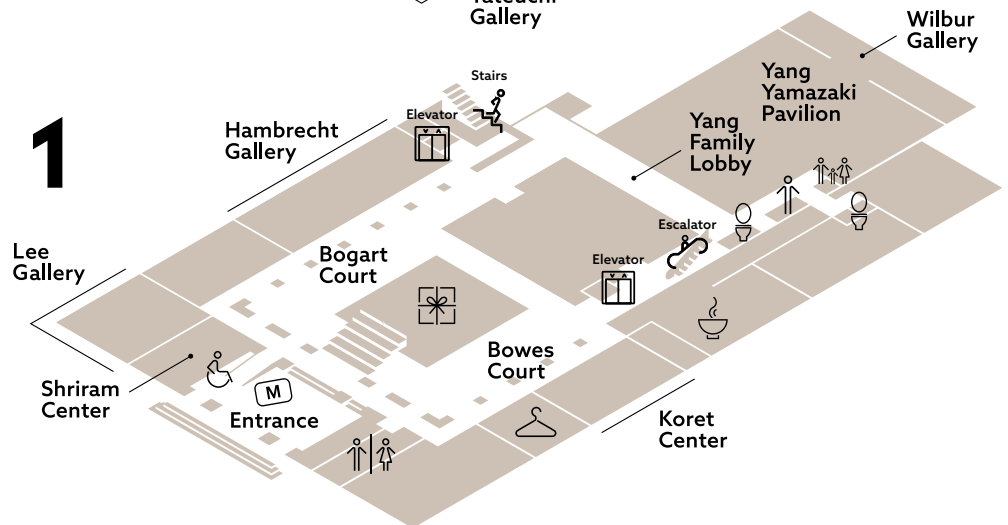 Tateuchi
Gallery
Wilbur
Gallery
Yang
Yamazaki
Pavilion
Stairs
Elevator
1
Hambrecht
Gallery
Yang
Family
Lobby
Escalator
Elevator
Lee
Gallery
Bogart
Court
Bowes
Court
Shriram
Center
M
Entrance
Koret
Center